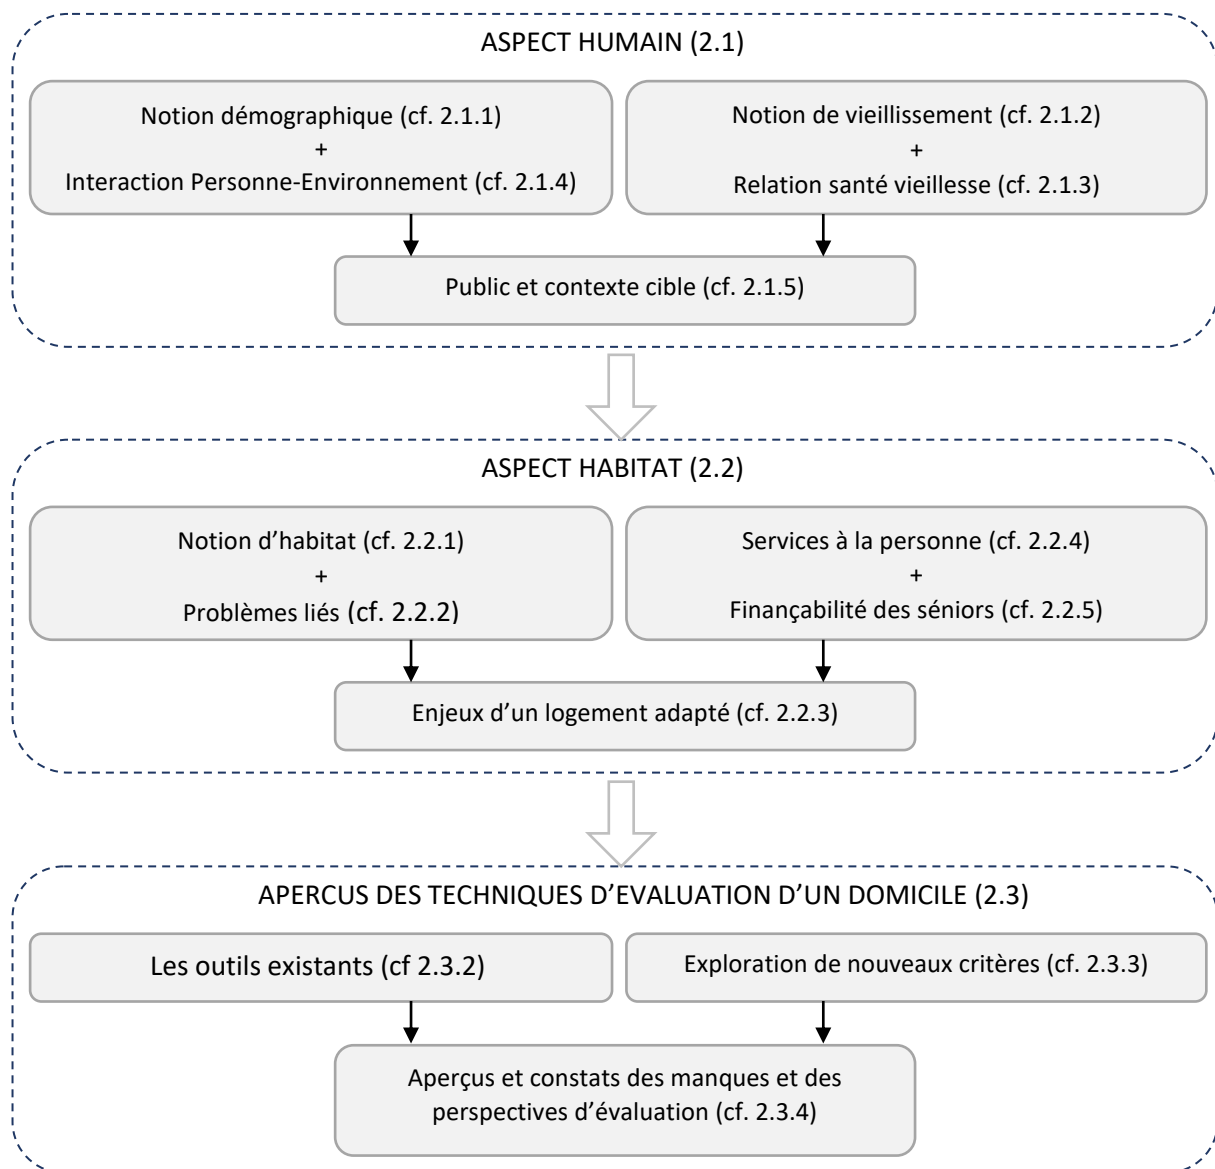 ASPECT HUMAIN (2.1)
Notion démographique (cf. 2.1.1)
+
Interaction Personne-Environnement (cf. 2.1.4)
Notion de vieillissement (cf. 2.1.2)
+
Relation santé vieillesse (cf. 2.1.3)
Public et contexte cible (cf. 2.1.5)
ASPECT HABITAT (2.2)
Notion d’habitat (cf. 2.2.1)
+
Problèmes liés (cf. 2.2.2)
Services à la personne (cf. 2.2.4)
+
Finançabilité des séniors (cf. 2.2.5)
Enjeux d’un logement adapté (cf. 2.2.3)
APERCUS DES TECHNIQUES D’EVALUATION D’UN DOMICILE (2.3)
Les outils existants (cf 2.3.2)
Exploration de nouveaux critères (cf. 2.3.3)
Aperçus et constats des manques et des
perspectives d’évaluation (cf. 2.3.4)